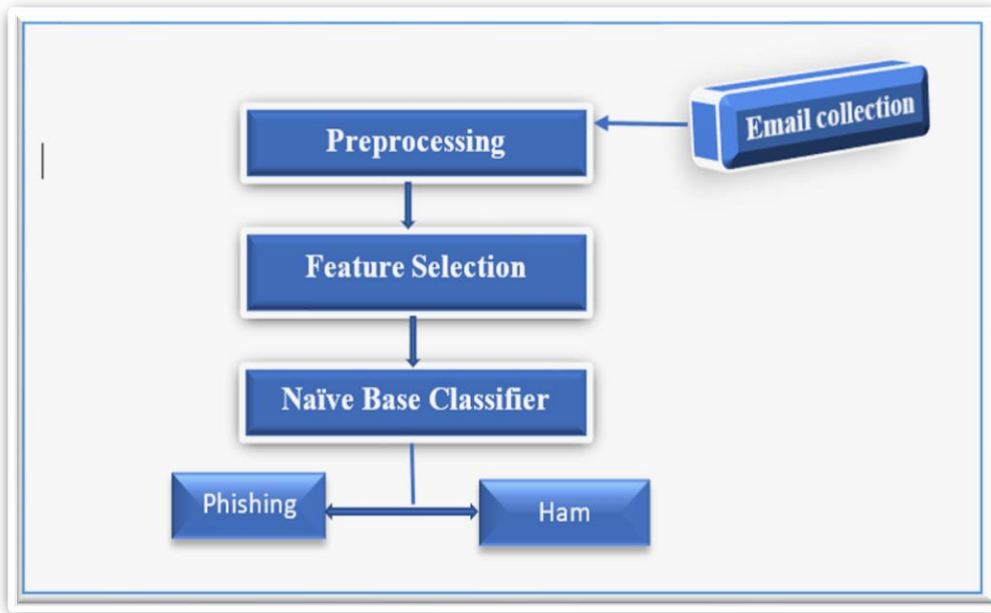 Email collection
Preprocessing
Feature Selection
Naïve Base Classifier
Phishing
Ham